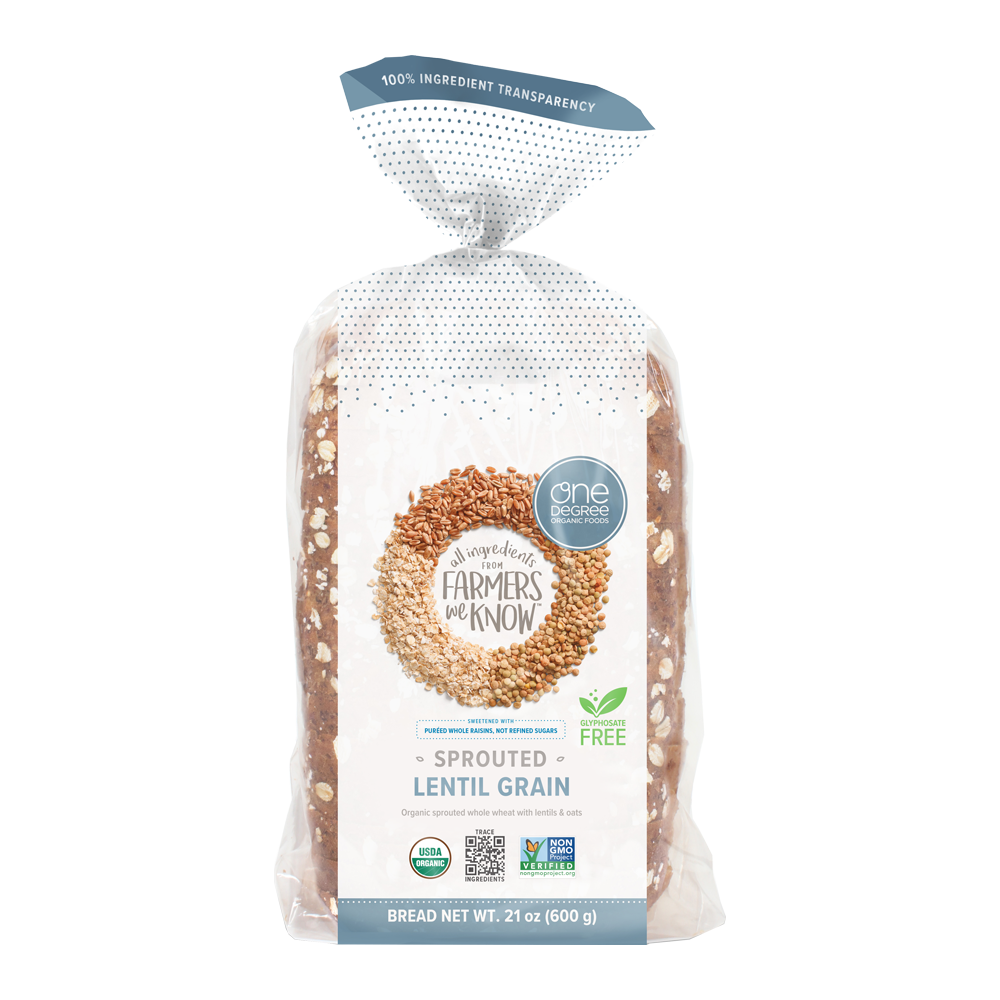 100% INGREDIENT TRANSPARENCY
one
DEGREE
ORGANIC FOODS
all ingredients
FROM
FARMERS
we KNOW™
GLYPHOSATE
FREE
SWEETENED WITH
PURÉED WHOLE RAISINS, NOT REFINED SUGARS
SPROUTED
LENTIL GRAIN
Organic sprouted whole wheat with lentils & oats
USDA
ORGANIC
TRACE
INGREDIENTS
NON
GMO
Project
VERIFIED
nongmoproject.org
BREAD NET WT. 21 oz (600 g)